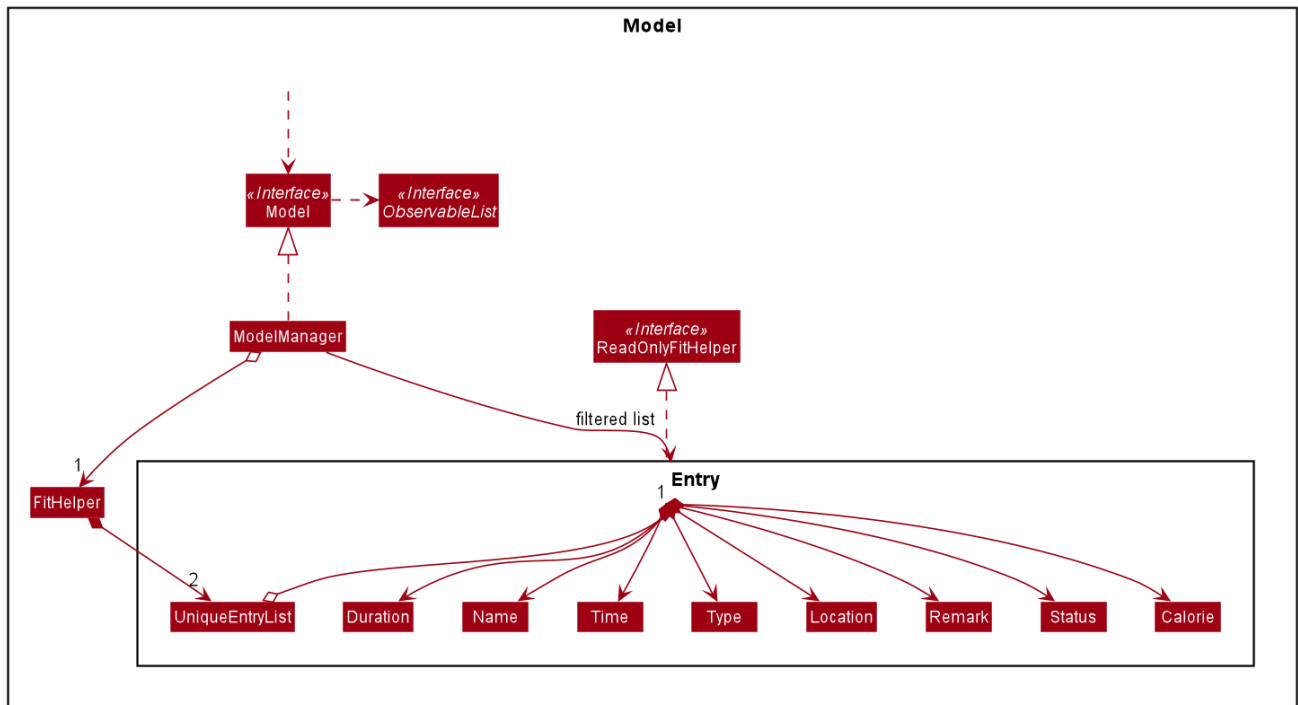 Model
«Interface»
Model
«Interface»
ObservableList
ModelManager
«Interface»
ReadOnlyFitHelper
filtered list
1
Entry
1
FitHelper
2
UniqueEntryList
Duration
Name
Time
Type
Location
Remark
Status
Calorie